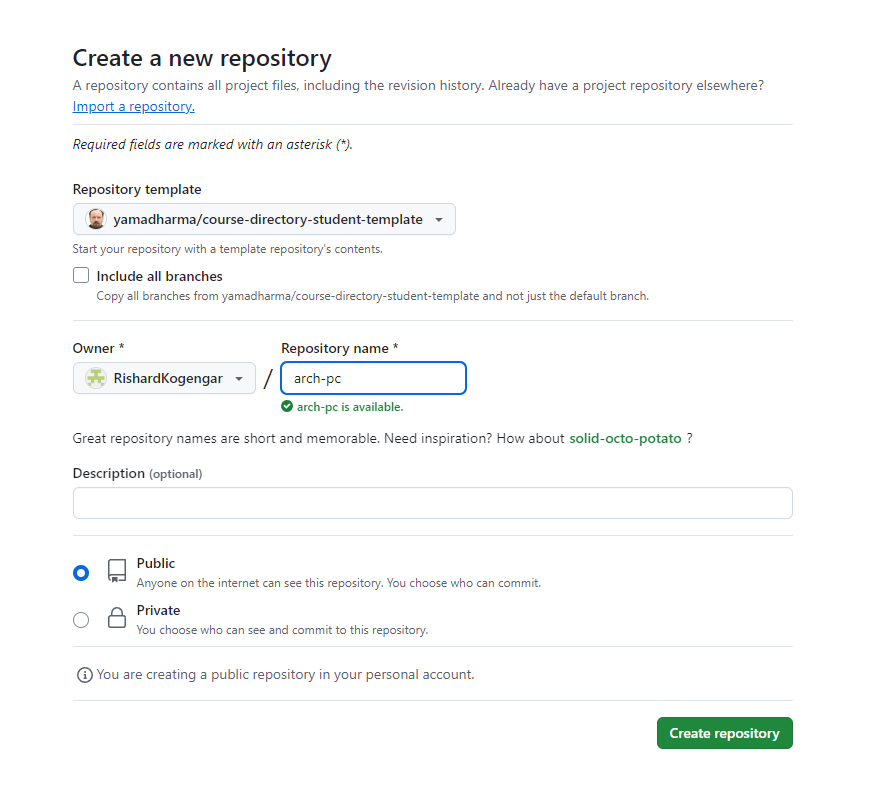 Create a new repository
A repository contains all project files, including the revision history. Already have a project repository elsewhere?
Import a repository.
Required fields are marked with an asterisk (*).
Repository template
yamadharma/course-directory-student-template
Start your repository with a template repository's contents.
Include all branches
Copy all branches from yamadharma/course-directory-student-template and not just the default branch.
Owner * Repository name *
RishardKogengar / arch-pc
arch-pc is available.
Great repository names are short and memorable. Need inspiration? How about solid-octo-potato ?
Description (optional)
Public
Anyone on the internet can see this repository. You choose who can commit.
Private
You choose who can see and commit to this repository.
You are creating a public repository in your personal account.
Create repository